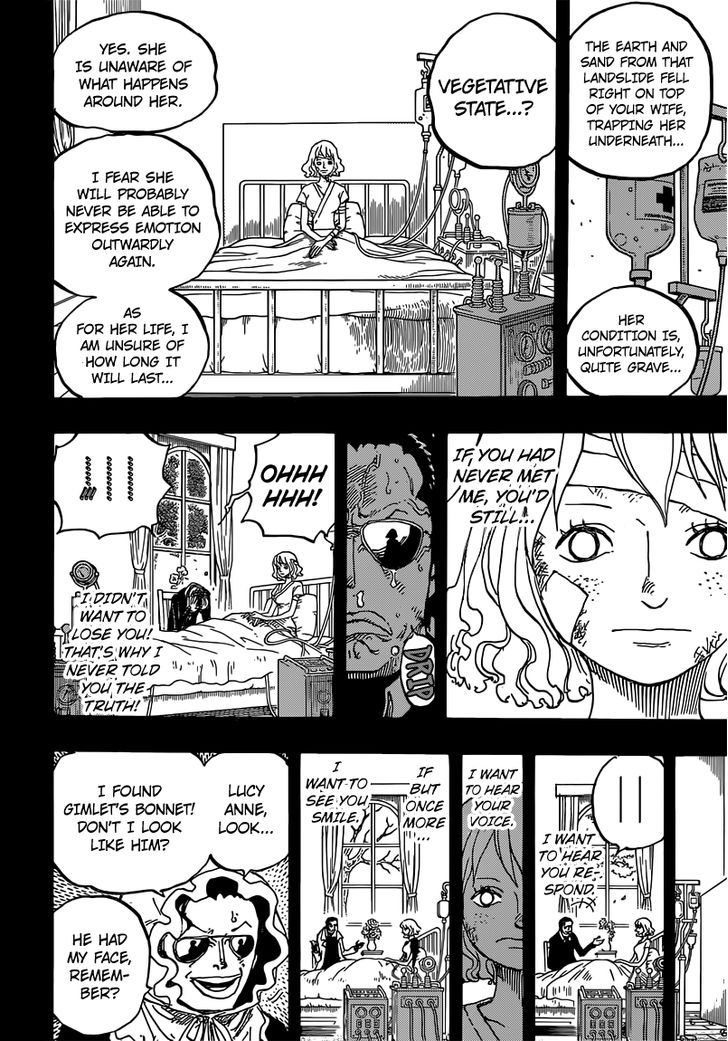 THE EARTH AND
SAND FROM THAT
LANDSLIDE FELL
RIGHT ON TOP
OF YOUR WIFE,
TRAPPING HER
UNDERNEATH...
HER
CONDITION IS,
UNFORTUNATELY,
QUITE GRAVE...
VEGETATIVE
STATE...?
YES. SHE
IS UNAWARE OF
WHAT HAPPENS
AROUND HER.
I FEAR SHE
WILL PROBABLY
NEVER BE ABLE TO
EXPRESS EMOTION
OUTWARDLY
AGAIN.
AS
FOR HER LIFE, I
AM UNSURE OF
HOW LONG IT
WILL LAST...
IF YOU HAD
NEVER MET
ME, YOU'D
STILL...
DRIP
OHHH
HHH!
!!!!
I DIDN'T
WANT TO
LOSE YOU!
THAT'S WHY I
NEVER TOLD
YOU THE
TRUTH!
I WANT
TO HEAR
YOU RE-
SPOND.
I WANT
TO HEAR
YOUR
VOICE.
IF
BUT
ONCE
MORE...
I
WANT TO
SEE YOU
SMILE.
LUCY
ANNE,
LOOK...
I FOUND
GIMLET'S BONNET!
DON'T I LOOK
LIKE HIM?
HE HAD
MY FACE,
REMEM-
BER?